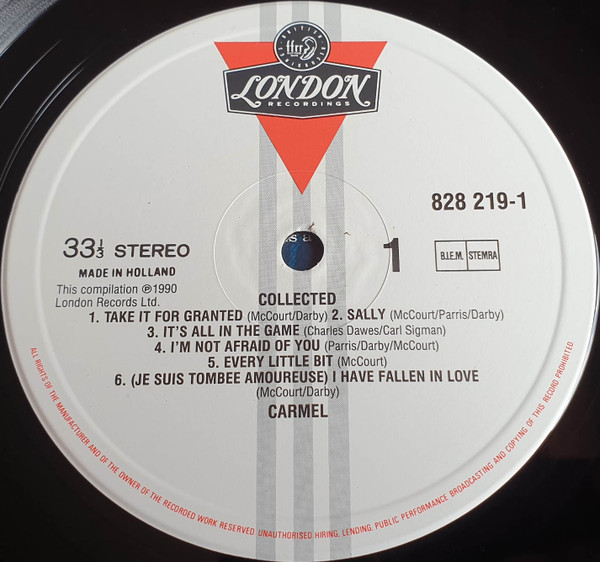 BRITISH
ffrr
LONDON
RECORDINGS
828 219-1
33⅓ STEREO
1
B.I.E.M. STEMRA
MADE IN HOLLAND
This compilation ℗1990
London Records Ltd.
COLLECTED
1. TAKE IT FOR GRANTED (McCourt/Darby) 2. SALLY (McCourt/Parris/Darby)
3. IT'S ALL IN THE GAME (Charles Dawes/Carl Sigman)
4. I'M NOT AFRAID OF YOU (Parris/Darby/McCourt)
5. EVERY LITTLE BIT (McCourt)
6. (JE SUIS TOMBEE AMOUREUSE) I HAVE FALLEN IN LOVE
(McCourt/Darby)
CARMEL
ALL RIGHTS OF THE MANUFACTURER AND OF THE OWNER OF THE RECORDED WORK RESERVED. UNAUTHORISED HIRING, LENDING, PUBLIC PERFORMANCE BROADCASTING AND COPYING OF THIS RECORD PROHIBITED